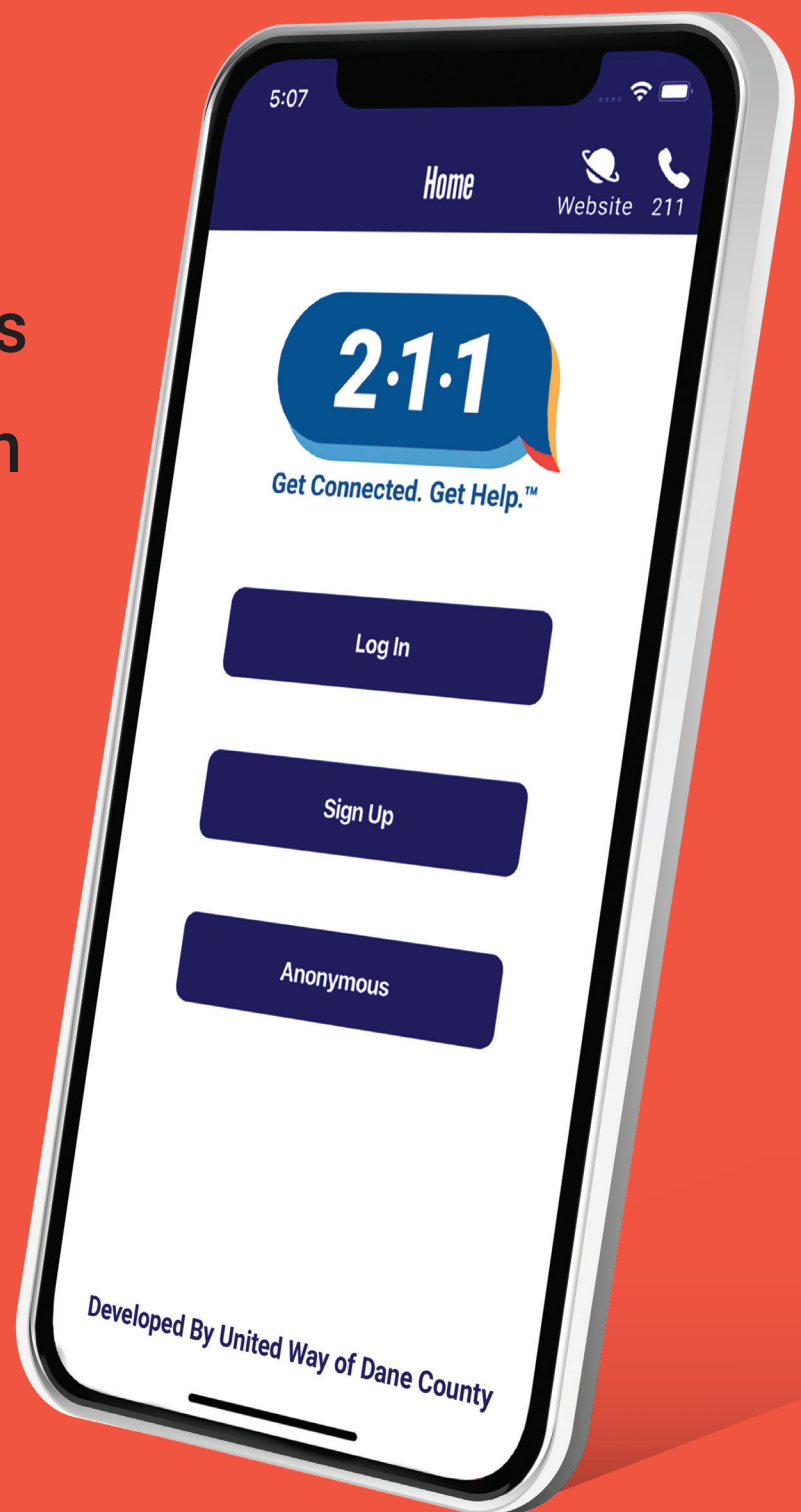 5:07
Home
Website 211
2·1·1
Get Connected. Get Help.™
s
n
Log In
Sign Up
Anonymous
Developed By United Way of Dane County